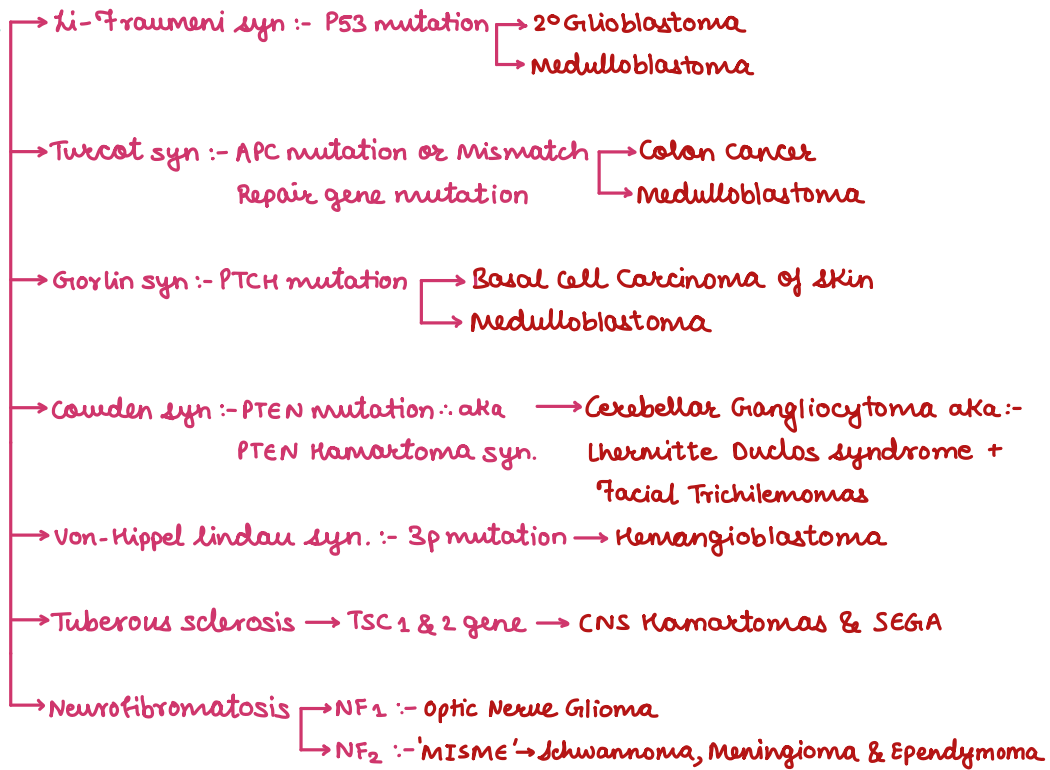 Li-Fraumeni syn :- P53 mutation → 2° Glioblastoma
→ Medulloblastoma
Turcot syn :- APC mutation or Mismatch → Colon cancer
Repair gene mutation → Medulloblastoma
Gorlin syn :- PTCH mutation → Basal Cell Carcinoma of Skin
→ Medulloblastoma
Cowden syn :- PTEN mutation ∴ aka → Cerebellar Gangliocytoma aka :-
PTEN Hamartoma syn. Lhermitte Duclos syndrome +
Facial Trichilemomas
Von-Hippel lindau syn. :- 3p mutation → Hemangioblastoma
Tuberous sclerosis → TSC 1 & 2 gene → CNS Hamartomas & SEGA
Neurofibromatosis → NF1 :- Optic Nerve Glioma
→ NF2 :- 'MISME' → Schwannoma, Meningioma & Ependymoma